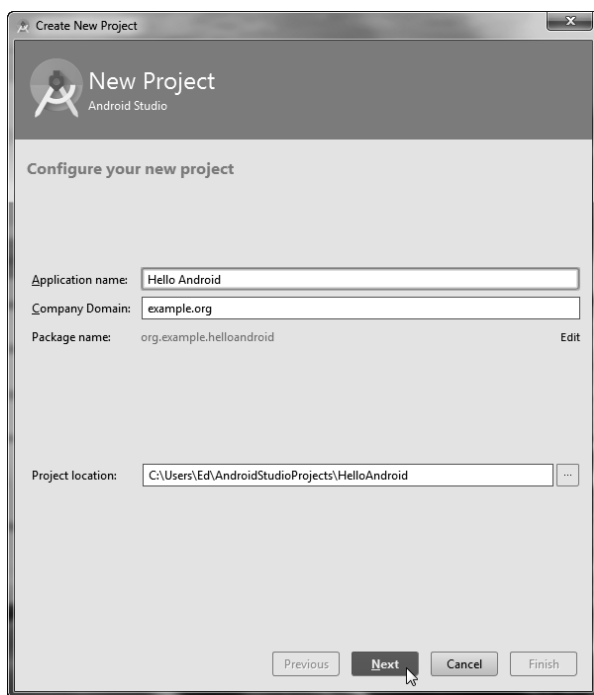 Create New Project
x
New Project
Android Studio
Configure your new project
Application name: Hello Android
Company Domain: example.org
Package name: org.example.helloandroid Edit
Project location: C:\Users\Ed\AndroidStudioProjects\HelloAndroid ...
Previous Next Cancel Finish